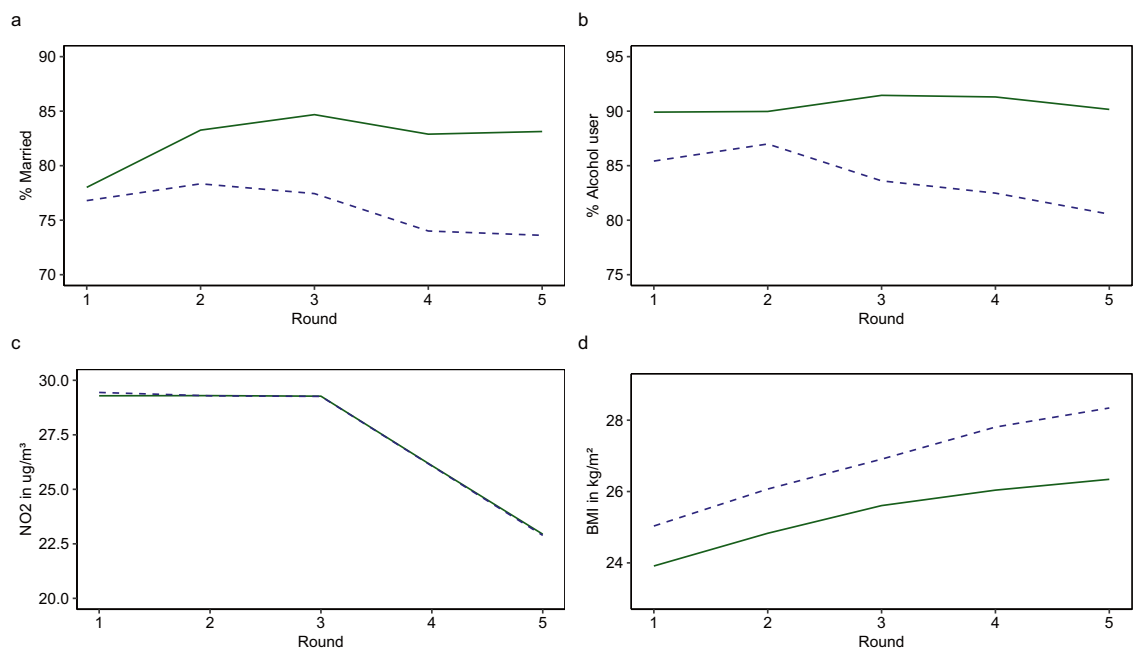 a
% Married
90
85
80
75
70
1 2 3 4 5
Round
b
% Alcohol user
95
90
85
80
75
1 2 3 4 5
Round
c
NO2 in ug/m³
30.0
27.5
25.0
22.5
20.0
1 2 3 4 5
Round
d
BMI in kg/m²
28
26
24
1 2 3 4 5
Round